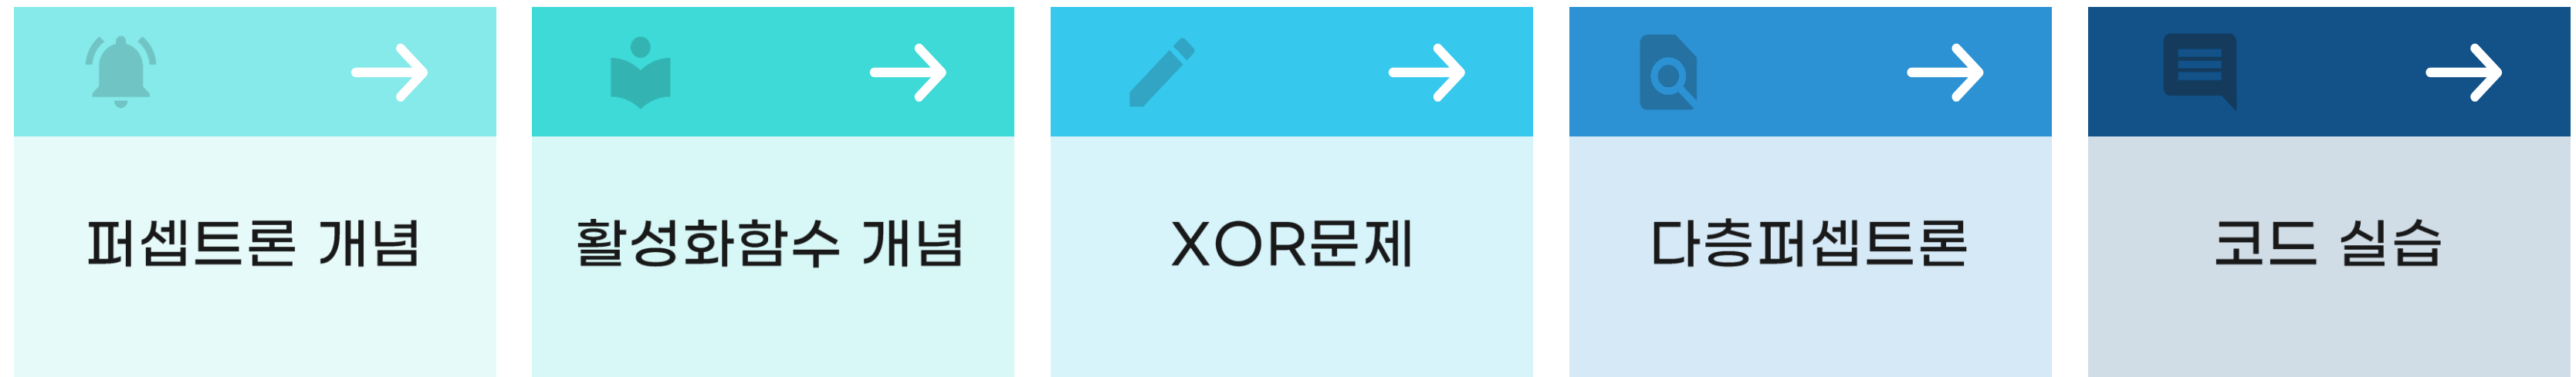 퍼셉트론 개념
활성화함수 개념
XOR문제
다층퍼셉트론
코드 실습